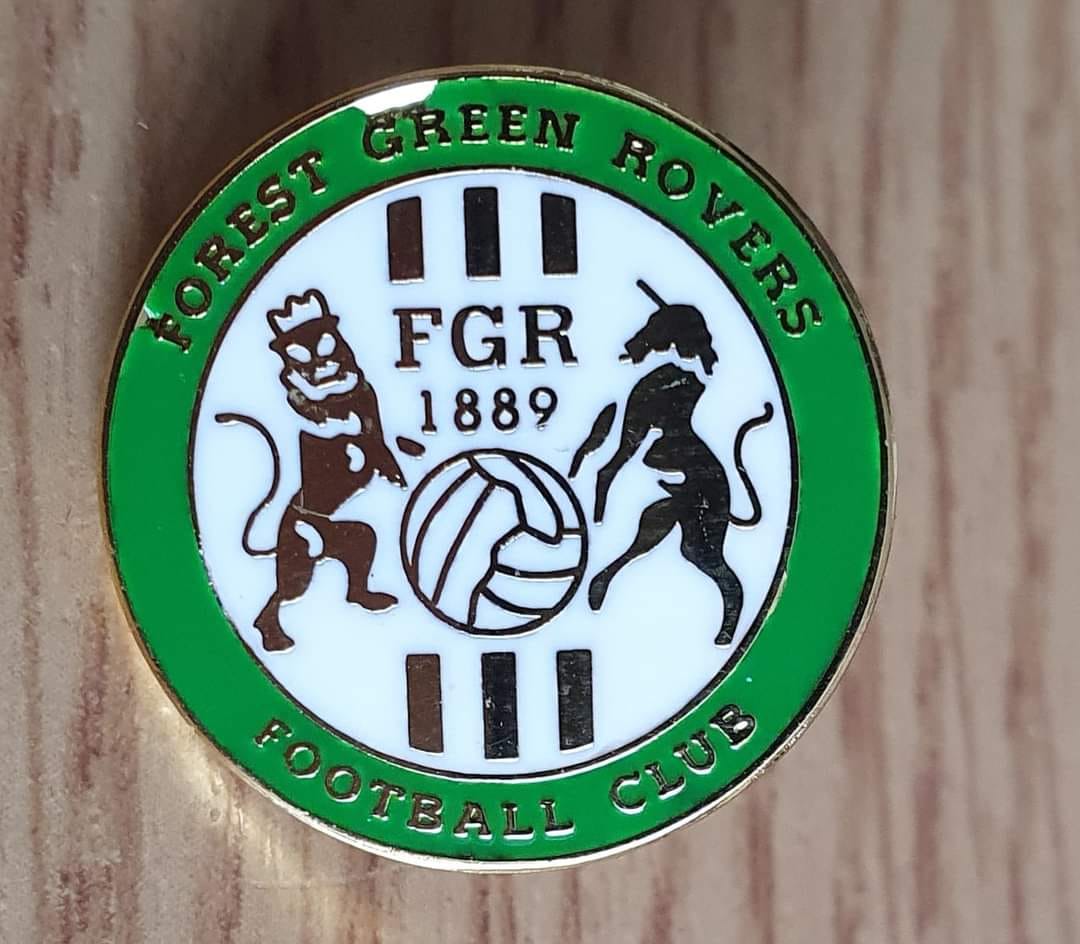 FOREST GREEN ROVERS
FGR
1889
FOOTBALL CLUB